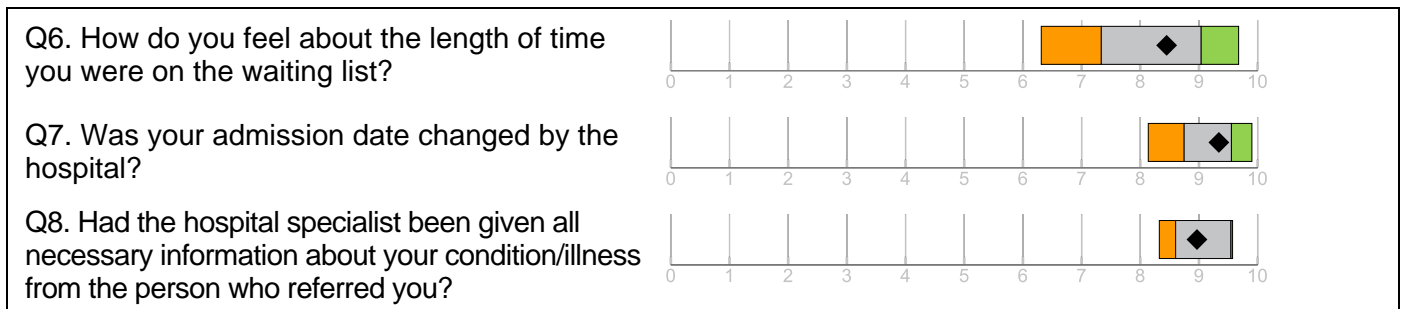 Q6. How do you feel about the length of time
you were on the waiting list?
0 1 2 3 4 5 6 7 8 9 10
Q7. Was your admission date changed by the
hospital?
0 1 2 3 4 5 6 7 8 9 10
Q8. Had the hospital specialist been given all
necessary information about your condition/illness
from the person who referred you?
0 1 2 3 4 5 6 7 8 9 10